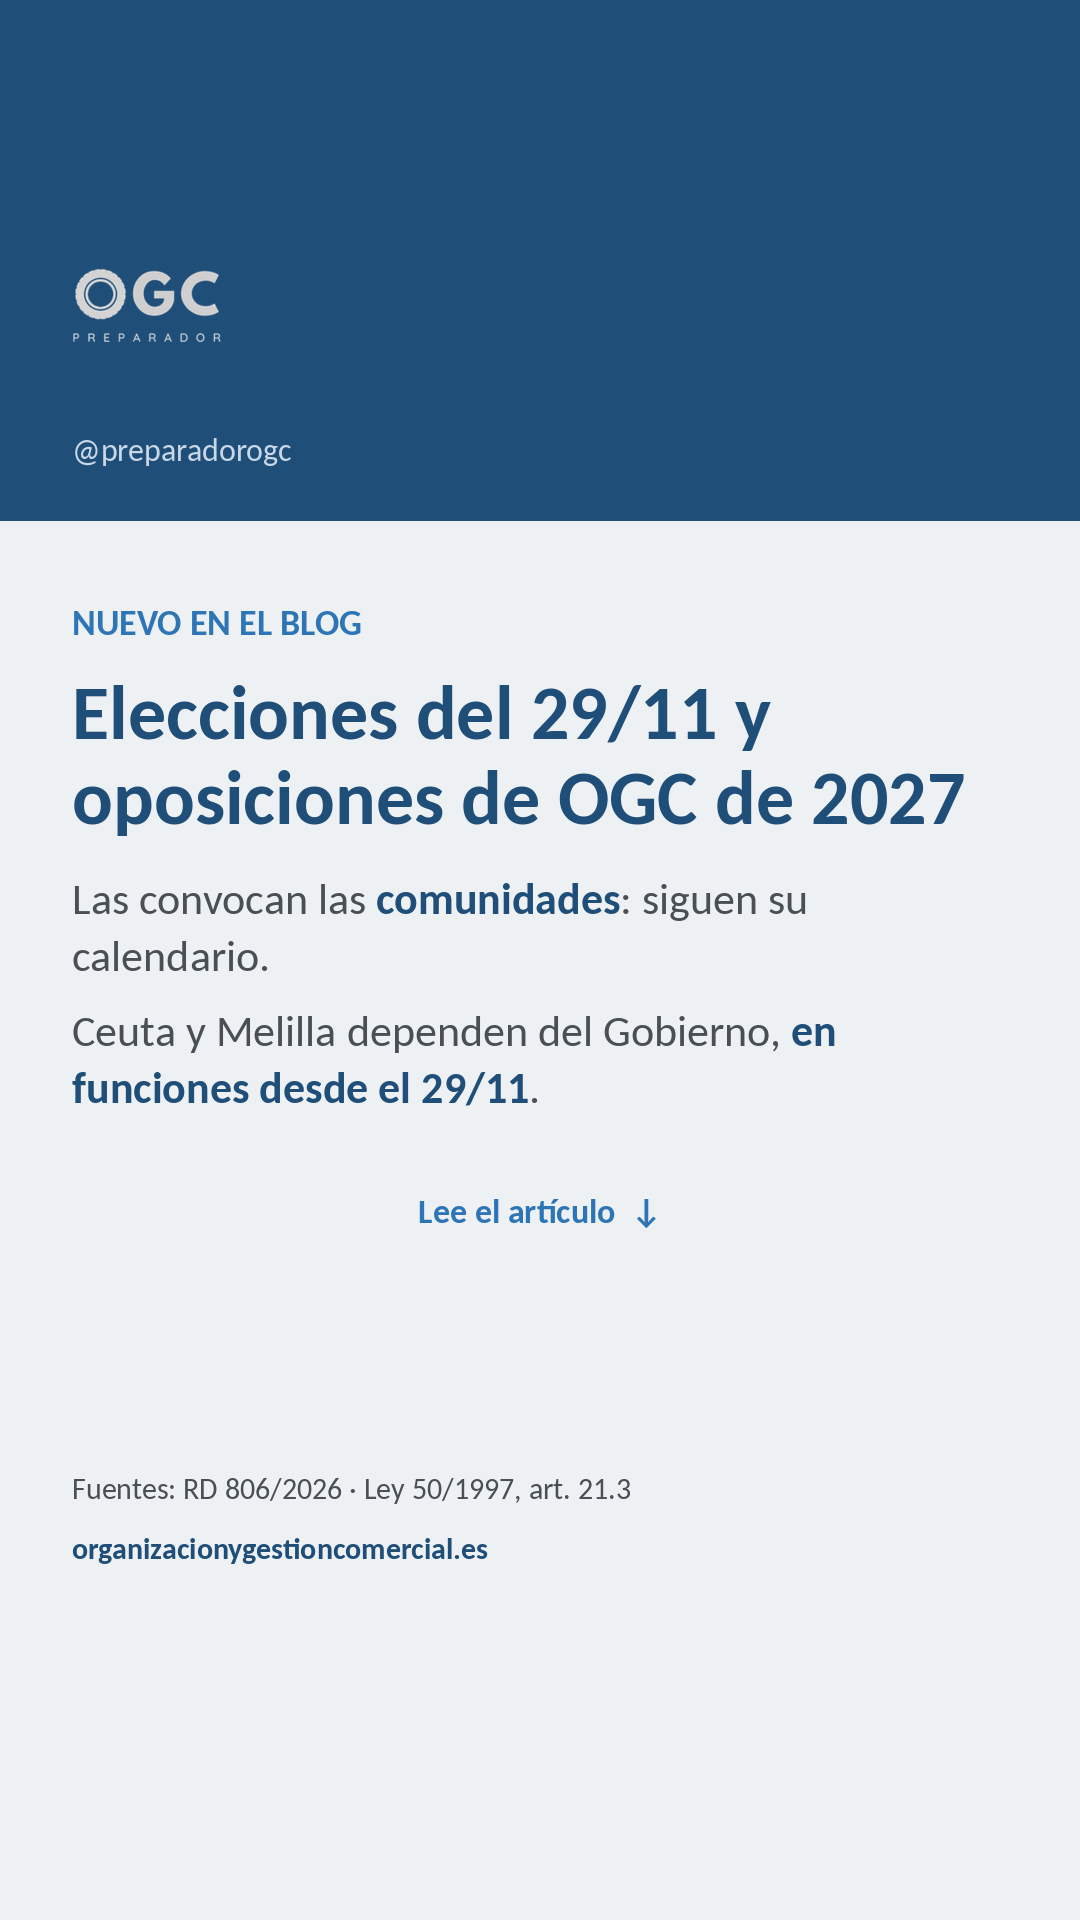 OGC
PREPARADOR
@preparadorogc
NUEVO EN EL BLOG
Elecciones del 29/11 y
oposiciones de OGC de 2027
Las convocan las comunidades: siguen su
calendario.
Ceuta y Melilla dependen del Gobierno, en
funciones desde el 29/11.
Lee el artículo ↓
Fuentes: RD 806/2026 · Ley 50/1997, art. 21.3
organizacionygestioncomercial.es